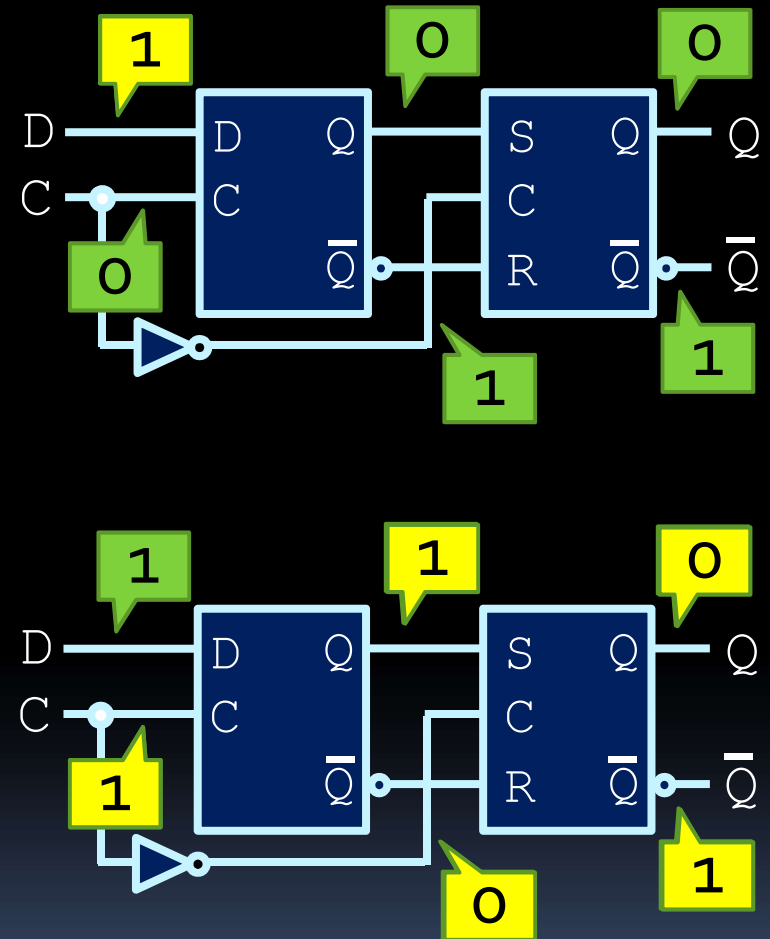 1 0 0
D D Q S Q Q
C C C
0 Q̅ R Q̅ Q̅
1 1
1 1 0
D D Q S Q Q
C C C
1 Q̅ R Q̅ Q̅
0 1